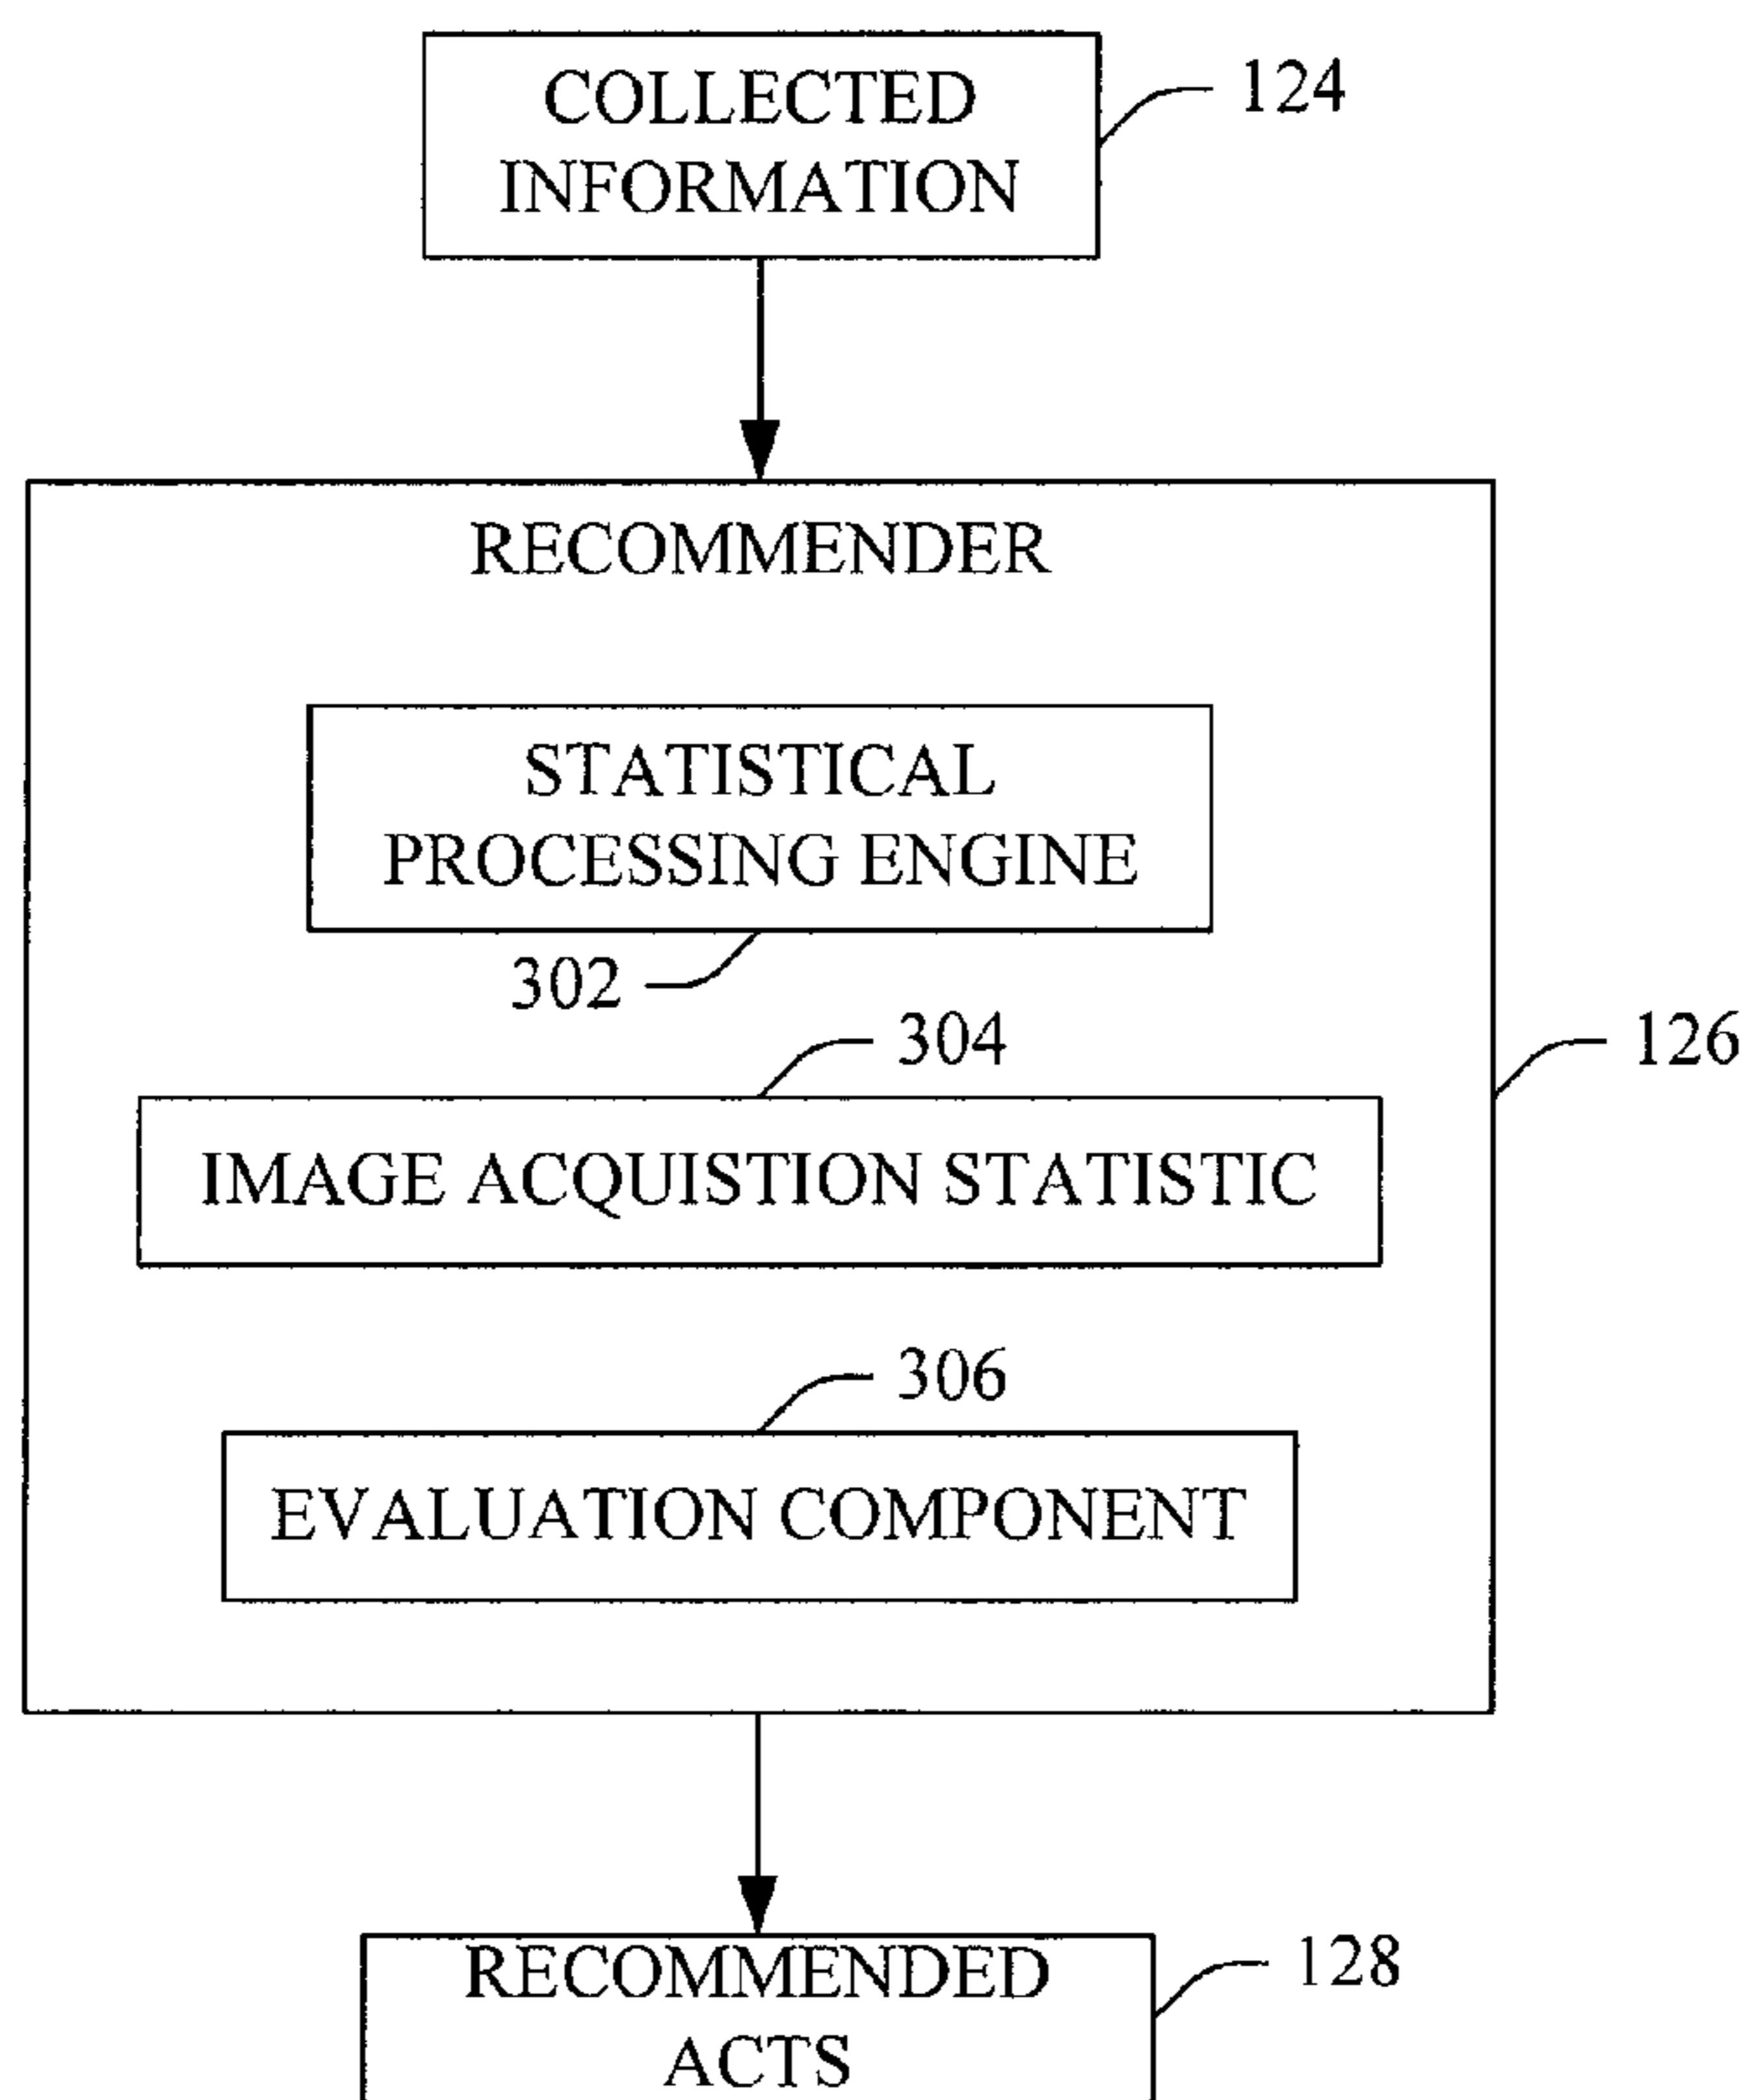 COLLECTED
INFORMATION
124
RECOMMENDER
STATISTICAL
PROCESSING ENGINE
302
304
126
IMAGE ACQUISTION STATISTIC
306
EVALUATION COMPONENT
RECOMMENDED
ACTS
128